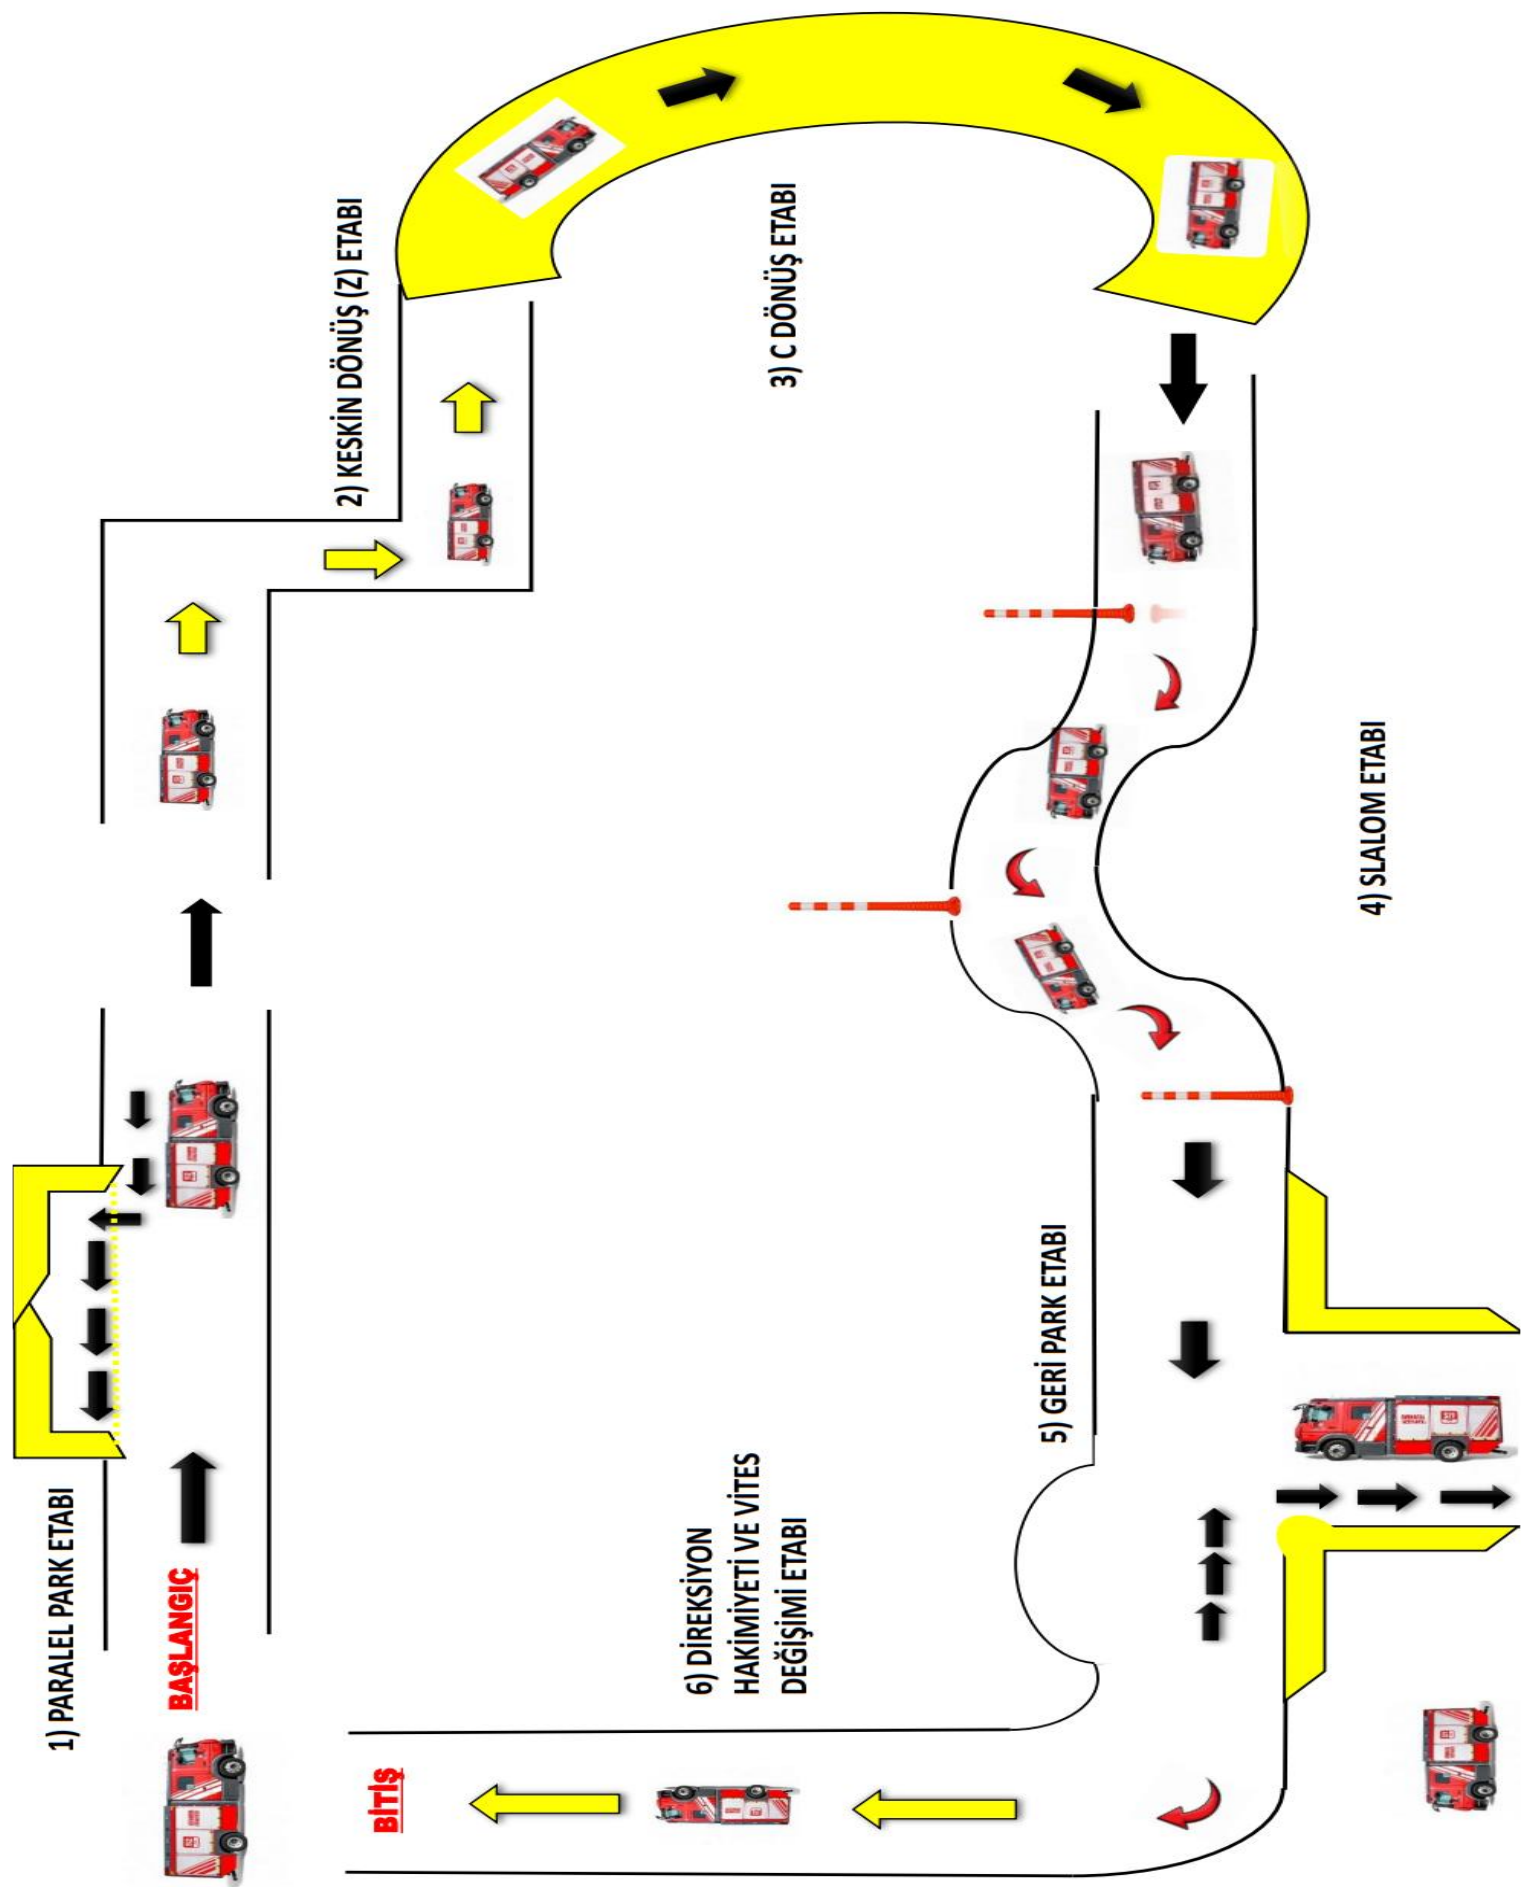 1) PARALEL PARK ETABI
BAŞLANGIÇ
2) KESKİN DÖNÜŞ (Z) ETABI
3) C DÖNÜŞ ETABI
4) SLALOM ETABI
5) GERİ PARK ETABI
6) DİREKSİYON
HAKİMİYETİ VE VİTES
DEĞİŞİMİ ETABI
BİTİŞ